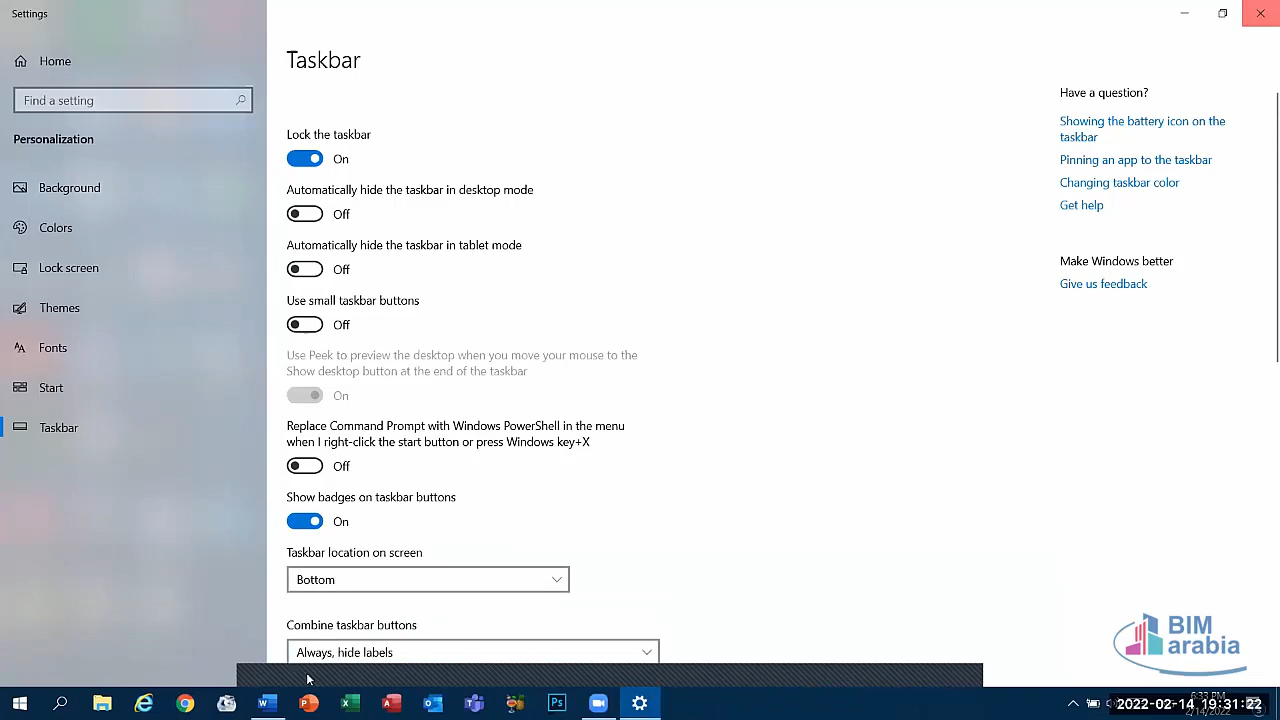 Settings
Home
Find a setting
Personalization
Background
Colors
Lock screen
Themes
Fonts
Start
Taskbar
Taskbar
Lock the taskbar
On
Automatically hide the taskbar in desktop mode
Off
Automatically hide the taskbar in tablet mode
Off
Use small taskbar buttons
Off
Use Peek to preview the desktop when you move your mouse to the
Show desktop button at the end of the taskbar
On
Replace Command Prompt with Windows PowerShell in the menu
when I right-click the start button or press Windows key+X
Off
Show badges on taskbar buttons
On
Taskbar location on screen
Bottom
Combine taskbar buttons
Always, hide labels
Have a question?
Showing the battery icon on the
taskbar
Pinning an app to the taskbar
Changing taskbar color
Get help
Make Windows better
Give us feedback
BIM
arabia
6:33 PM
2022-02-14 19:31:22
2/14/2022